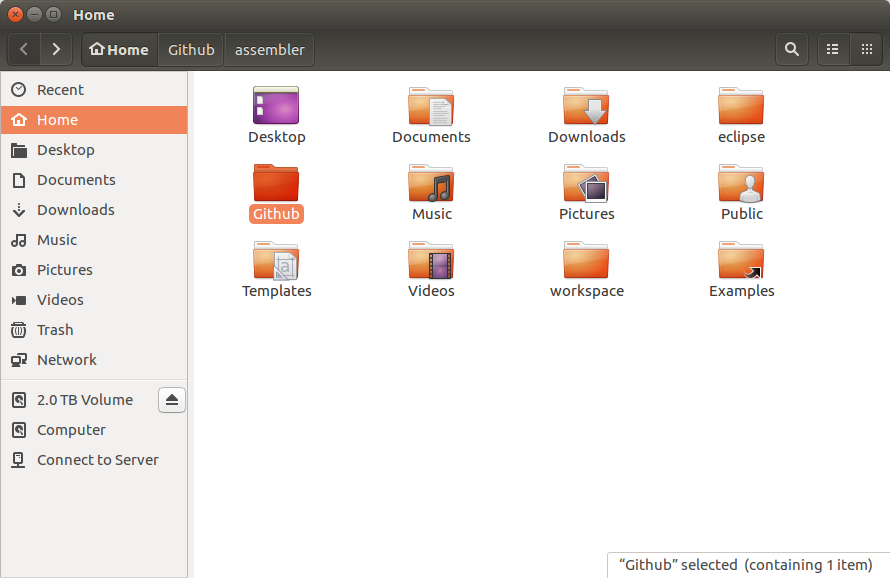 Home
Home Github assembler
Recent
Home
Desktop
Documents
Downloads
Music
Pictures
Videos
Trash
Network
2.0 TB Volume
Computer
Connect to Server
Desktop Documents Downloads eclipse
Github Music Pictures Public
Templates Videos workspace Examples
“Github” selected (containing 1 item)